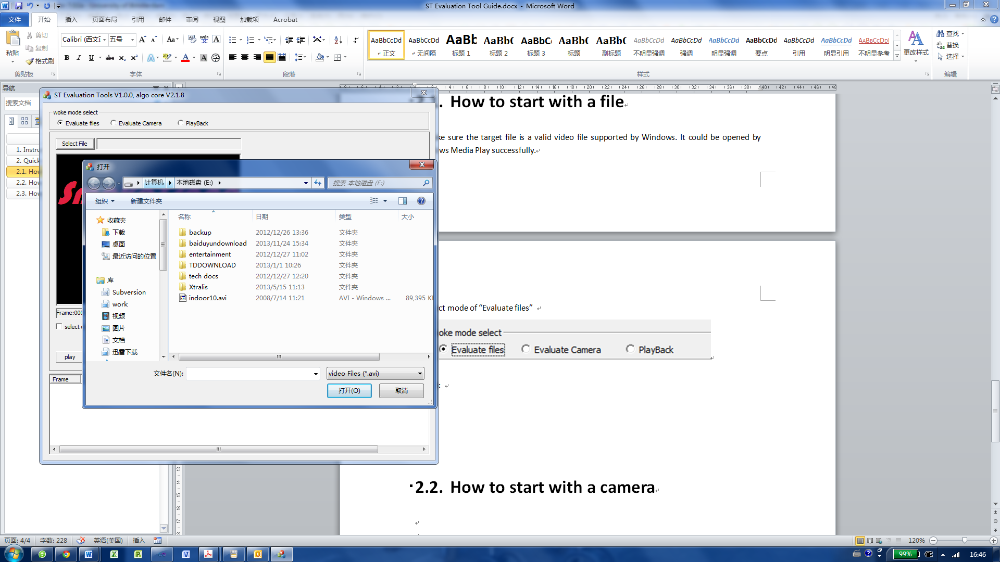 ST Evaluation Tool Guide.docx - Microsoft Word
文件 开始 插入 页面布局 引用 邮件 审阅 视图 加载项 Acrobat
粘贴 剪切 复制 格式刷
Calibri (西文正 五号
AaBbCcDd AaBbCcDd AaBb AaBbC AaBbC AaBbC AaBbC AaBbCcDd AaBbCcDd AaBbCcDd AaBbCcDd AaBbCcDd AaBbCcDd AaBbCcDd
正文 无间隔 标题 1 标题 2 标题 3 标题 副标题 不明显强调 强调 明显强调 要点 引用 明显引用 不明显参考
更改样式 查找 替换 选择
剪贴板 字体 段落 样式 编辑
导航
搜索文档
1. Instru
2. Quick
2.1. How
2.2. How
2.3. How
ST Evaluation Tools V1.0.0, algo core V2.1.8
woke mode select
Evaluate files Evaluate Camera PlayBack
Select File
Frame:000
select
play
Frame
打开
计算机 本地磁盘 (E:)
搜索 本地磁盘 (E:)
组织 新建文件夹
收藏夹
下载
桌面
最近访问的位置
库
Subversion
work
视频
图片
文档
迅雷下载
名称 日期 类型 大小
backup 2012/12/26 13:36 文件夹
baiduyundownload 2013/11/24 15:34 文件夹
entertainment 2012/12/27 11:02 文件夹
TDDOWNLOAD 2013/1/1 10:26 文件夹
tech docs 2012/12/27 12:20 文件夹
Xtralis 2013/5/15 11:13 文件夹
indoor10.avi 2008/7/14 11:21 AVI - Windows ... 89,395 KB
文件名(N): video Files (*.avi)
打开(O) 取消
. How to start with a file
ke sure the target file is a valid video file supported by Windows. It could be opened by
ws Media Play successfully.
ct mode of “Evaluate files”
oke mode select
Evaluate files Evaluate Camera PlayBack
k
2.2. How to start with a camera
页面: 4/4 字数: 228 英语(美国) 插入 120%
99% 16:46